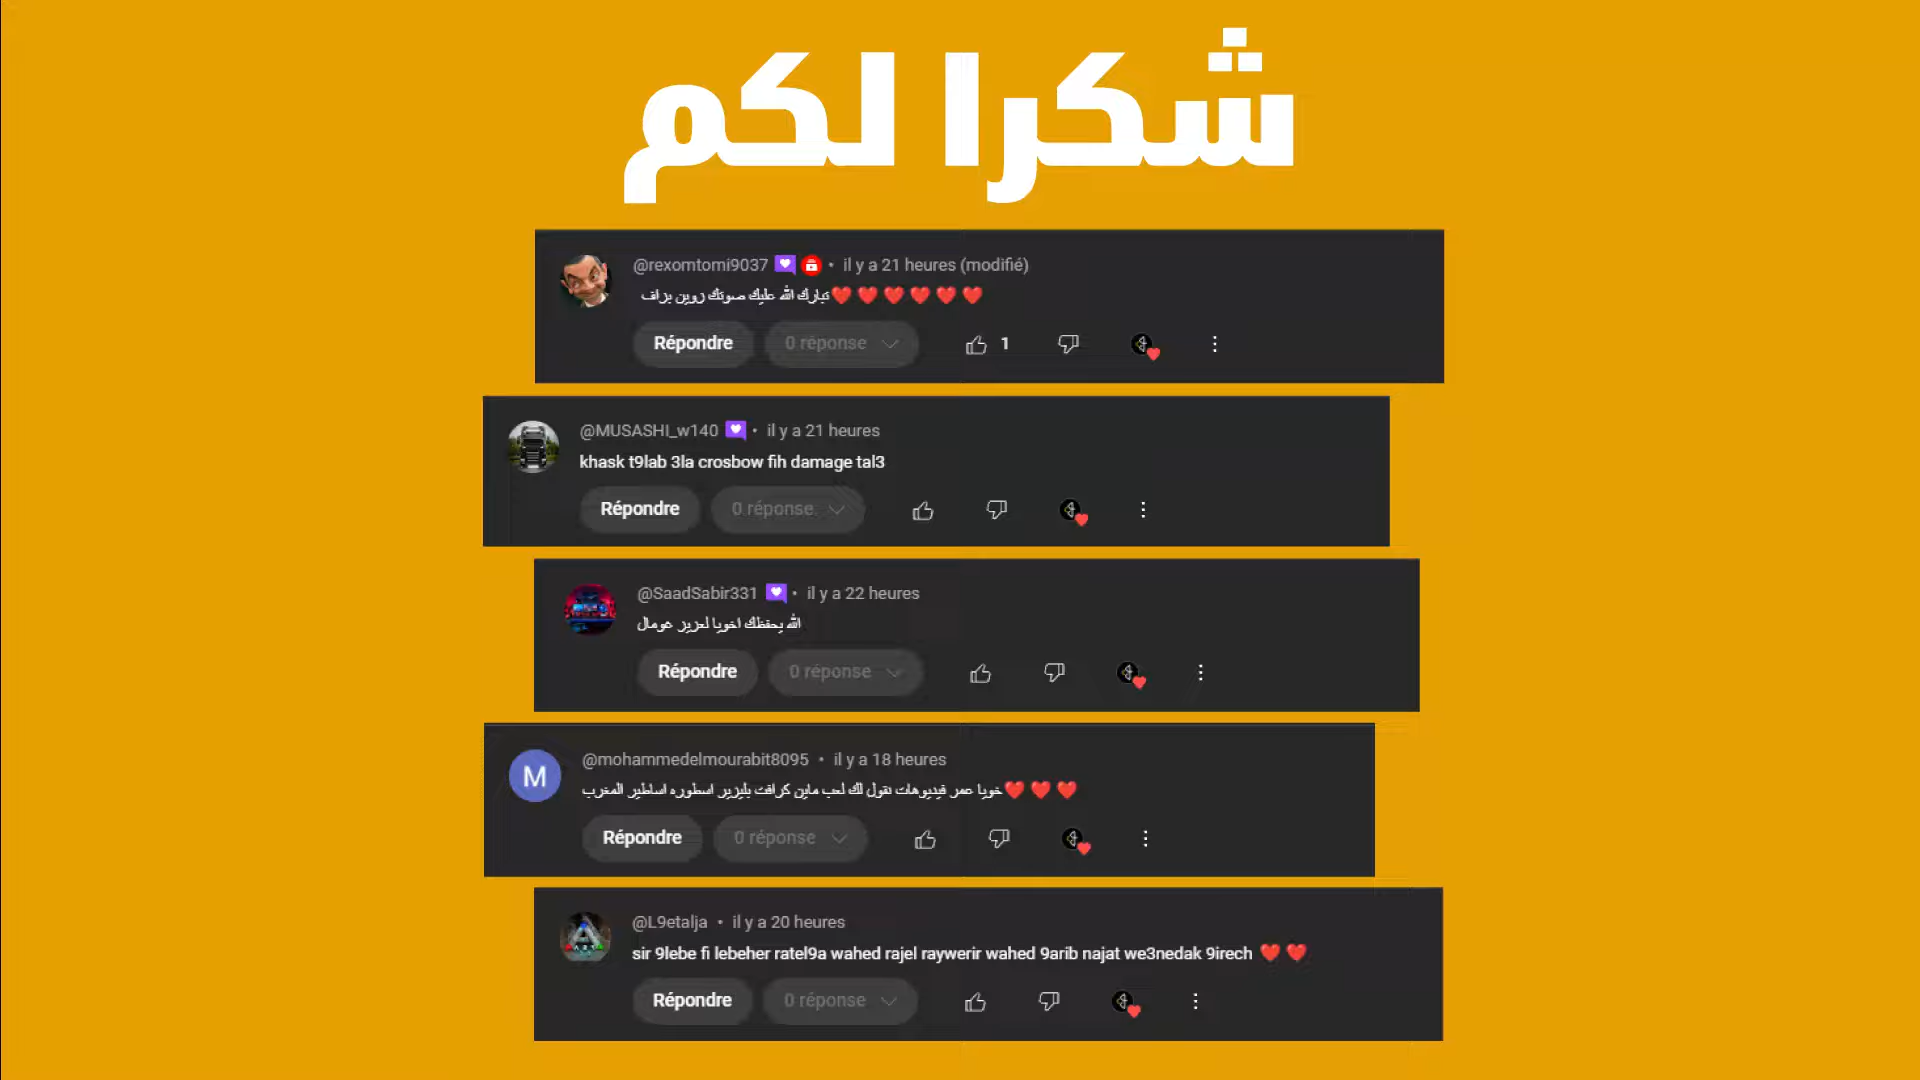 شكرا لكم
@rexomtomi9037 • il y a 21 heures (modifié)
تبارك الله عليك صوتك زوين بزاف❤️❤️❤️❤️❤️❤️
Répondre 0 réponse 1
@MUSASHI_w140 • il y a 21 heures
khask t9lab 3la crosbow fih damage tal3
Répondre 0 réponse
@SaadSabir331 • il y a 22 heures
الله يحفظك اخويا لعزيز عومال
Répondre 0 réponse
M
@mohammedelmourabit8095 • il y a 18 heures
خويا عمر فيديوهات نقول لك لعب ماين كرافت بليزير اسطوره اساطير المغرب❤️❤️❤️
Répondre 0 réponse
@L9etalja • il y a 20 heures
sir 9lebe fi lebeher ratel9a wahed rajel raywerir wahed 9arib najat we3nedak 9irech ❤️❤️
Répondre 0 réponse